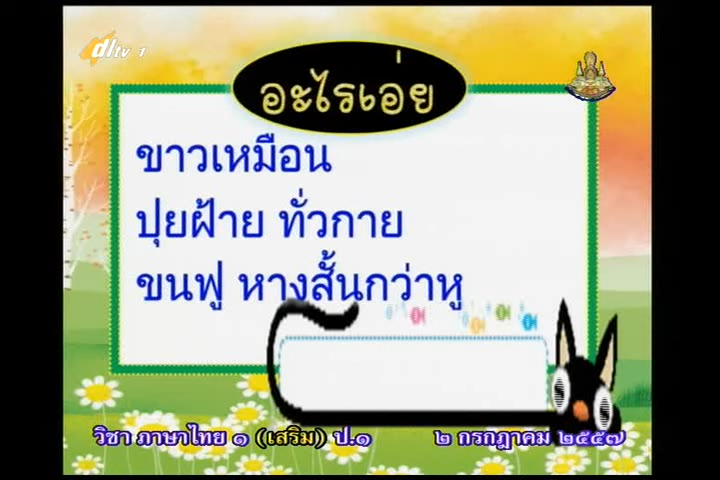 dltv 1
อะไรเอ่ย
ขาวเหมือน
ปุยฝ้าย ทั่วกาย
ขนฟู หางสั้นกว่าหู
วิชา ภาษาไทย ๑ (เสริม) ป.๑
๒ กรกฎาคม ๒๕๕๗